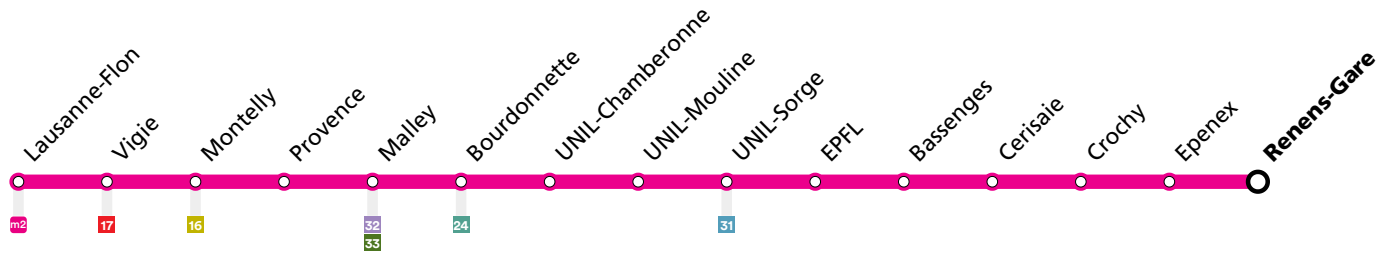 Lausanne-Flon
Vigie
Montelly
Provence
Malley
Bourdonnette
UNIL-Chamberonne
UNIL-Mouline
UNIL-Sorge
EPFL
Bassenges
Cerisaie
Crochy
Epenex
Renens-Gare
m2
17
16
32
33
24
31